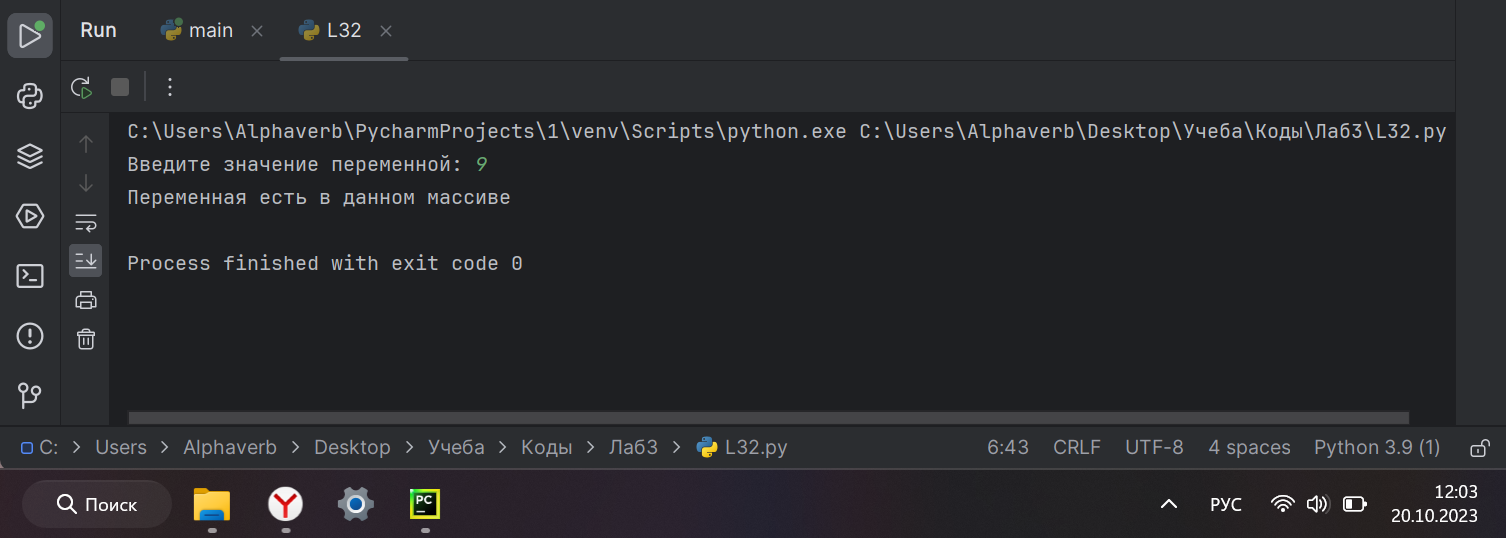 Run main L32
C:\Users\Alphaverb\PycharmProjects\1\venv\Scripts\python.exe C:\Users\Alphaverb\Desktop\Учеба\Коды\Лаб3\L32.py
Введите значение переменной: 9
Переменная есть в данном массиве
Process finished with exit code 0
C: Users Alphaverb Desktop Учеба Коды Лаб3 L32.py 6:43 CRLF UTF-8 4 spaces Python 3.9 (1)
Поиск PC РУС 12:03
20.10.2023